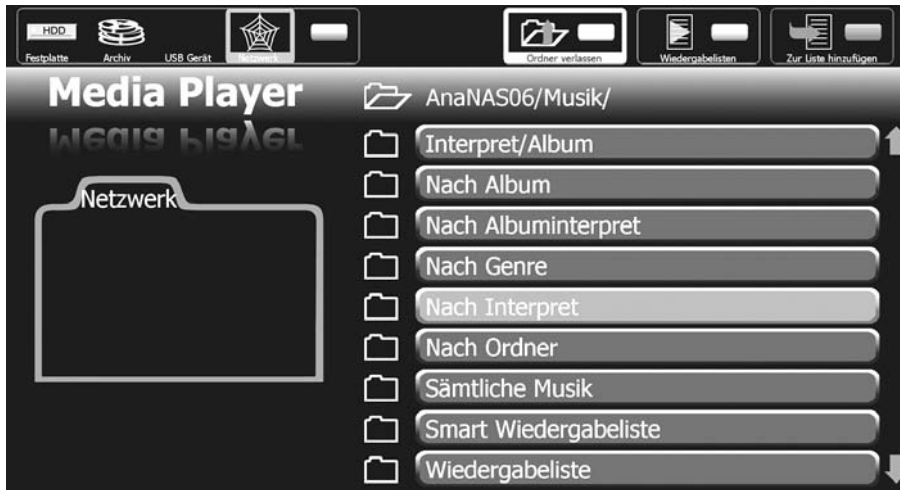 HDD
Festplatte
Archiv
USB Gerät
Netzwerk
Ordner verlassen
Wiedergabelisten
Zur Liste hinzufügen
Media Player
AnaNAS06/Musik/
Netzwerk
Interpret/Album
Nach Album
Nach Albuminterpret
Nach Genre
Nach Interpret
Nach Ordner
Sämtliche Musik
Smart Wiedergabeliste
Wiedergabeliste